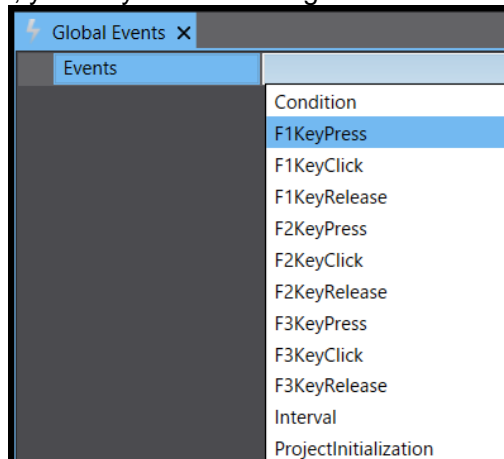 Global Events X
Events
Condition
F1KeyPress
F1KeyClick
F1KeyRelease
F2KeyPress
F2KeyClick
F2KeyRelease
F3KeyPress
F3KeyClick
F3KeyRelease
Interval
ProjectInitialization